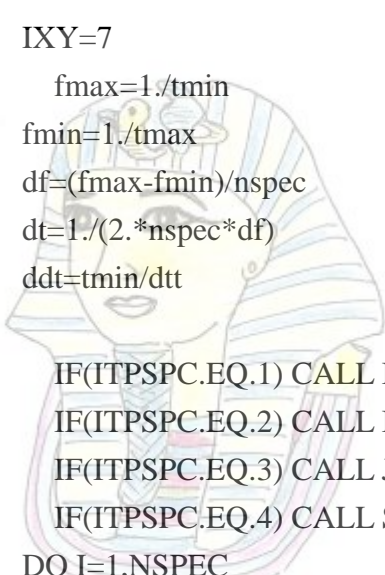 IXY=7
fmax=1./tmin
fmin=1./tmax
df=(fmax-fmin)/nspec
dt=1./(2.*nspec*df)
ddt=tmin/dtt
IF(ITPSPC.EQ.1) CALL
IF(ITPSPC.EQ.2) CALL
IF(ITPSPC.EQ.3) CALL
IF(ITPSPC.EQ.4) CALL
DO I=1,NSPEC